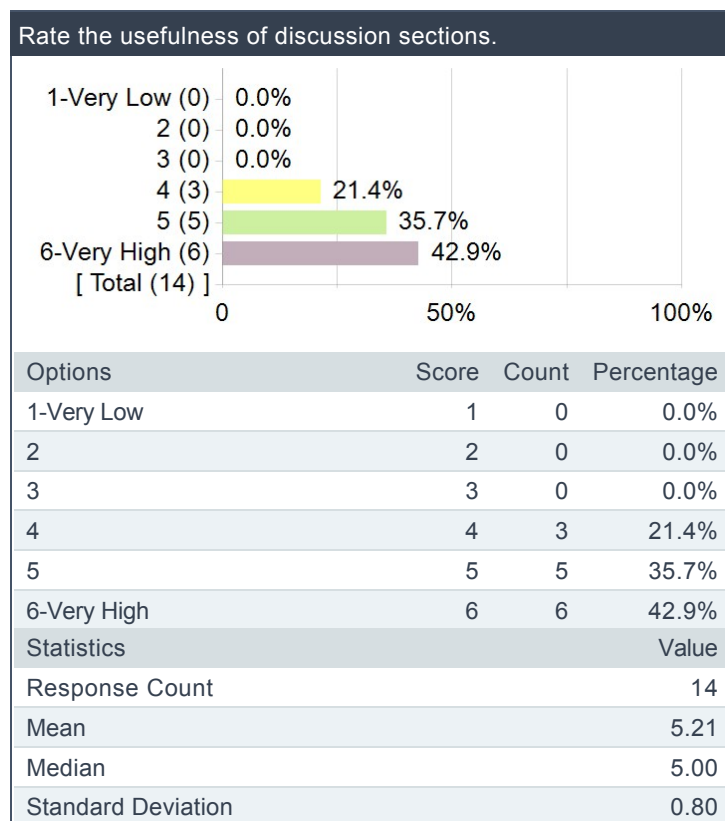 Rate the usefulness of discussion sections.
1-Very Low (0) 0.0%
2 (0) 0.0%
3 (0) 0.0%
4 (3) 21.4%
5 (5) 35.7%
6-Very High (6) 42.9%
[ Total (14) ]
0 50% 100%
Options Score Count Percentage
1-Very Low 1 0 0.0%
2 2 0 0.0%
3 3 0 0.0%
4 4 3 21.4%
5 5 5 35.7%
6-Very High 6 6 42.9%
Statistics Value
Response Count 14
Mean 5.21
Median 5.00
Standard Deviation 0.80